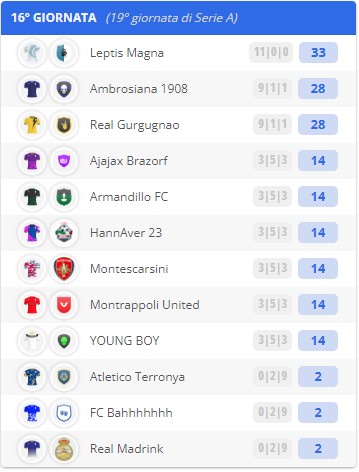 16° GIORNATA (19° giornata di Serie A)
Leptis Magna 11|0|0 33
Ambrosiana 1908 9|1|1 28
Real Gurgugnao 9|1|1 28
Ajajax Brazorf 3|5|3 14
Armandillo FC 3|5|3 14
HannAver 23 3|5|3 14
Montescarsini 3|5|3 14
Montrappoli United 3|5|3 14
YOUNG BOY 3|5|3 14
Atletico Terronya 0|2|9 2
FC Bahhhhhhh 0|2|9 2
Real Madrink 0|2|9 2